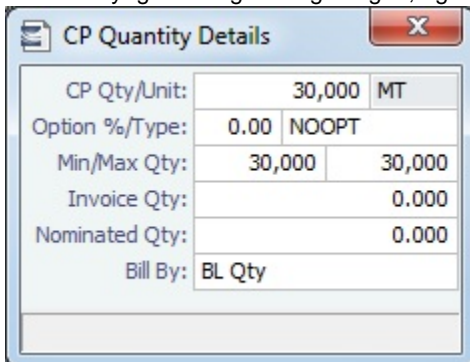 CP Quantity Details
CP Qty/Unit: 30,000 MT
Option %/Type: 0.00 NOOPT
Min/Max Qty: 30,000 30,000
Invoice Qty: 0.000
Nominated Qty: 0.000
Bill By: BL Qty